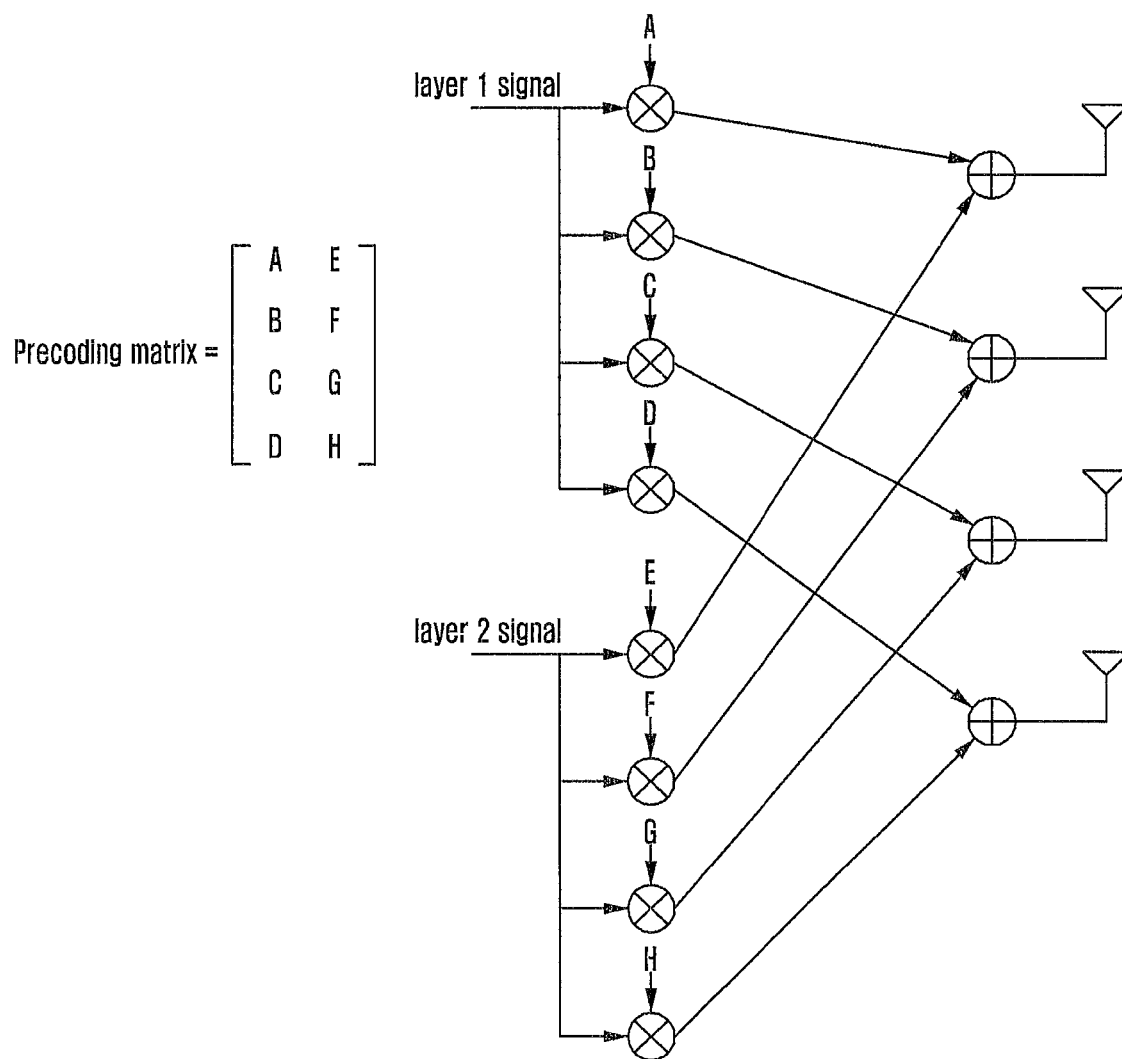 A
layer 1 signal
B
C
D
Precoding matrix =
A E
B F
C G
D H
E
layer 2 signal
F
G
H